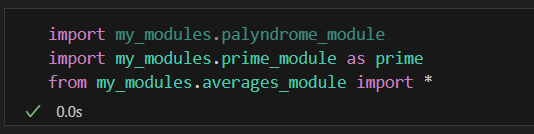 import my_modules.palyndrome_module
import my_modules.prime_module as prime
from my_modules.averages_module import *
✓ 0.0s